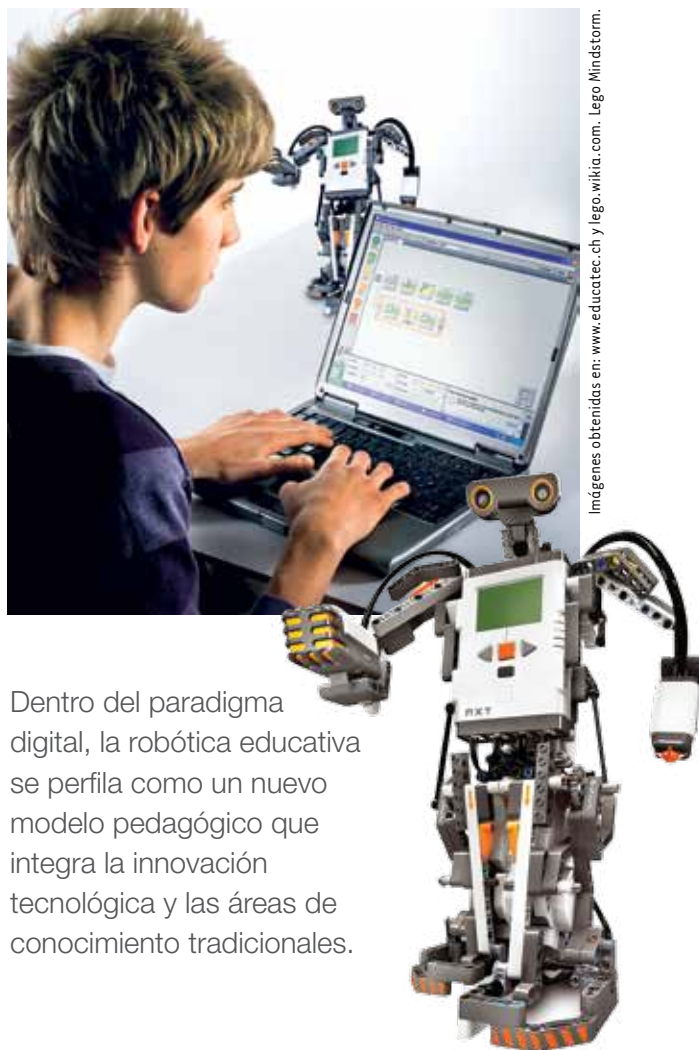 Imágenes obtenidas en: www.educatec.ch y lego.wikia.com. Lego Mindstorm.
NXT
Dentro del paradigma
digital, la robótica educativa
se perfila como un nuevo
modelo pedagógico que
integra la innovación
tecnológica y las áreas de
conocimiento tradicionales.